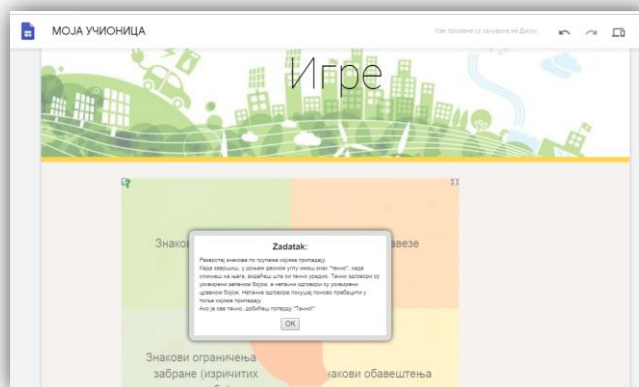 МОЈА УЧИОНИЦА
Све промене су сачуване на Диску
Игре
Знако
авезе
Zadatak:
Разврстај знакове по групама којима припадају.
Када завршиш, у доњем десном углу имаш знак "тачно", када
кликнеш на њега, видећеш шта си тачно урадио. Тачни одговори су
уоквирени зеленом бојом, а нетачни одговори су уоквирени
црвеном бојом. Нетачне одговоре покушај поново пребацити у
поља којима припадају.
Ако је све тачно, добићеш потврду "Тачно!"
OK
Знакови ограничења
забране (изричитих
накови обавештења